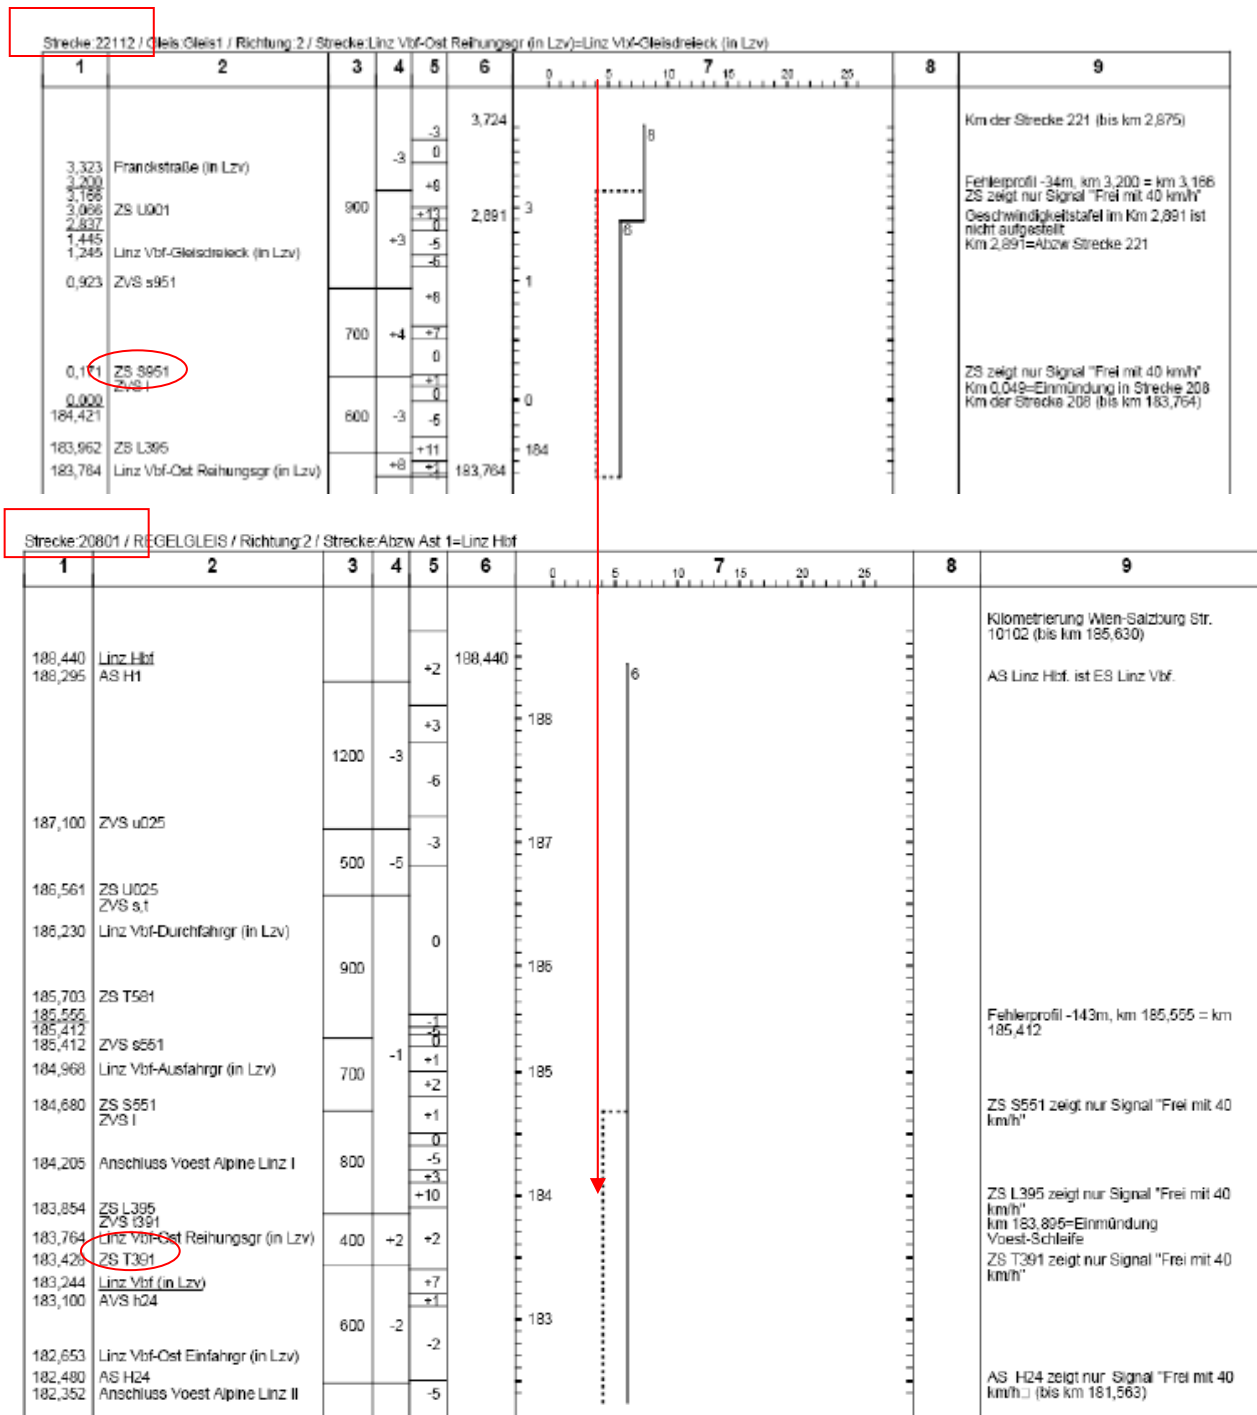 Strecke:22112 / Gleis:Gleis1 / Richtung:2 / Strecke:Linz Vbf-Ost Reihungsgr (in Lzv)=Linz Vbf-Gleisdreieck (in Lzv)
1 2 3 4 5 6 7 8 9
0 5 10 15 20 25
3,724 Km der Strecke 221 (bis km 2,875)
-3 8
0
-3
3,323 Franckstraße (in Lzv)
3,200 Fehlerprofil -34m, km 3,200 = km 3,166
3,166 ZS zeigt nur Signal "Frei mit 40 km/h"
3,066 ZS U901 900 +13 2,891 3 Geschwindigkeitstafel im Km 2,891 ist
2,837 0 6 nicht aufgestellt
1,445 +3 -5 Km 2,891=Abzw Strecke 221
1,245 Linz Vbf-Gleisdreieck (in Lzv) -6
0,923 ZVS s951 1
+8
700 +4 +7
0
0,171 ZS S951 ZS zeigt nur Signal "Frei mit 40 km/h"
ZVS l +1 Km 0,049=Einmündung in Strecke 208
0,000 0 0 Km der Strecke 208 (bis km 183,764)
184,421 600 -3 -5
183,962 ZS L395 +11 184
183,764 Linz Vbf-Ost Reihungsgr (in Lzv) +8 183,764
Strecke:20801 / REGELGLEIS / Richtung:2 / Strecke:Abzw Ast 1=Linz Hbf
1 2 3 4 5 6 7 8 9
0 5 10 15 20 25
Kilometrierung Wien-Salzburg Str.
10102 (bis km 185,630)
188,440 Linz Hbf +2 188,440
188,295 AS H1 6 AS Linz Hbf. ist ES Linz Vbf.
+3 188
1200 -3
-6
187,100 ZVS u025
-3 187
500 -5
186,561 ZS U025
ZVS s,t
186,230 Linz Vbf-Durchfahrgr (in Lzv) 0
900 186
185,703 ZS T581
185,555 -1 Fehlerprofil -143m, km 185,555 = km
185,412 -5 185,412
185,412 ZVS s551 0
-1 +1
184,968 Linz Vbf-Ausfahrgr (in Lzv) 700 185
+2
184,680 ZS S551 ZS S551 zeigt nur Signal "Frei mit 40
ZVS l +1 km/h"
0
184,205 Anschluss Voest Alpine Linz I 800 -5
+3
+10 184 ZS L395 zeigt nur Signal "Frei mit 40
183,854 ZS L395 km/h"
ZVS t391 km 183,895=Einmündung
183,764 Linz Vbf-Ost Reihungsgr (in Lzv) 400 +2 +2 Voest-Schleife
183,428 ZS T391 ZS T391 zeigt nur Signal "Frei mit 40
183,244 Linz Vbf (in Lzv) +7 km/h"
183,100 AVS h24 +1
600 -2 183
-2
182,653 Linz Vbf-Ost Einfahrgr (in Lzv)
182,480 AS H24 AS H24 zeigt nur Signal "Frei mit 40
182,352 Anschluss Voest Alpine Linz II -5 km/h□ (bis km 181,563)